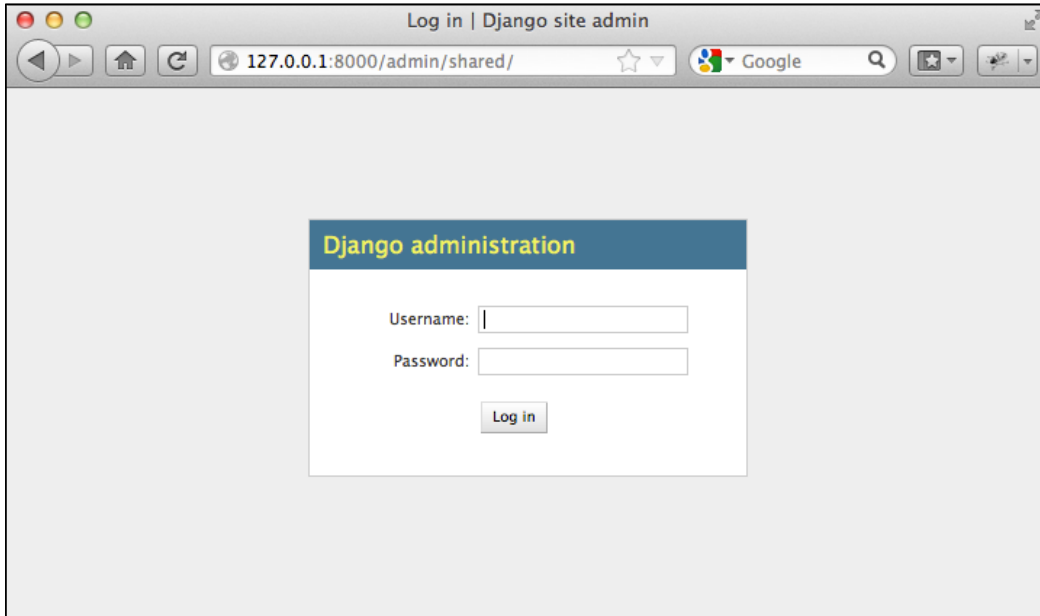 Log in | Django site admin
127.0.0.1:8000/admin/shared/
Google
Django administration
Username:
Password:
Log in